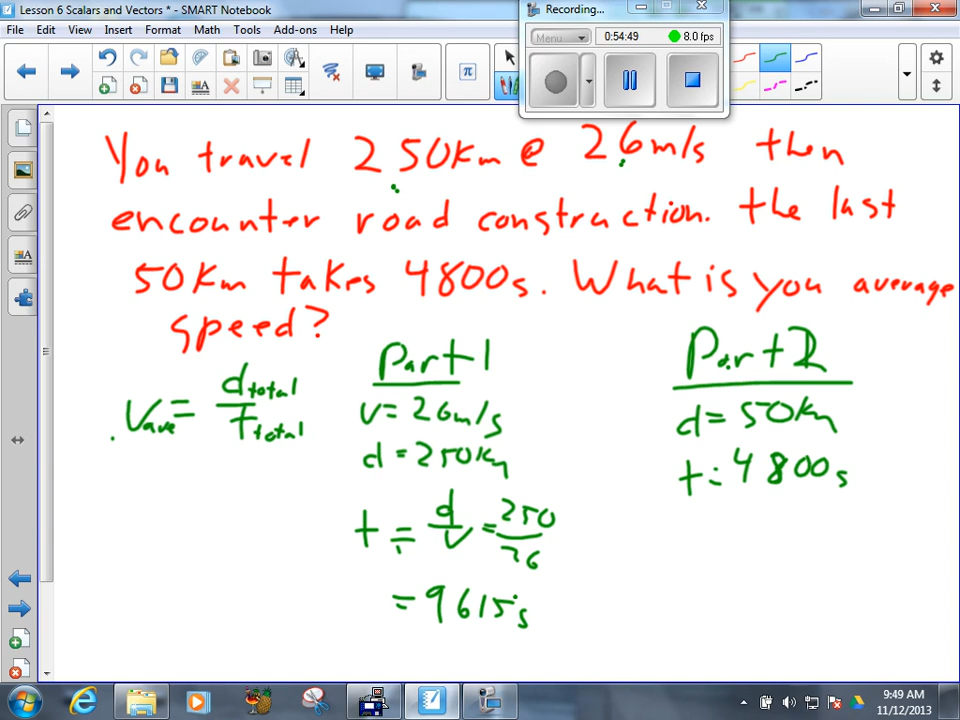 Lesson 6 Scalars and Vectors * - SMART Notebook
Recording...
File Edit View Insert Format Math Tools Add-ons Help
Menu 0:54:49 8.0 fps
You travel 250Km @ 26m/s then
encounter road construction. the last
50Km takes 4800s. What is you average
speed?
Vave = dtotal / Ttotal
Part 1
v = 26m/s
d = 250Km
t = d/v = 250/26
= 9615s
Part 2
d = 50Km
t = 4800s
9:49 AM
11/12/2013